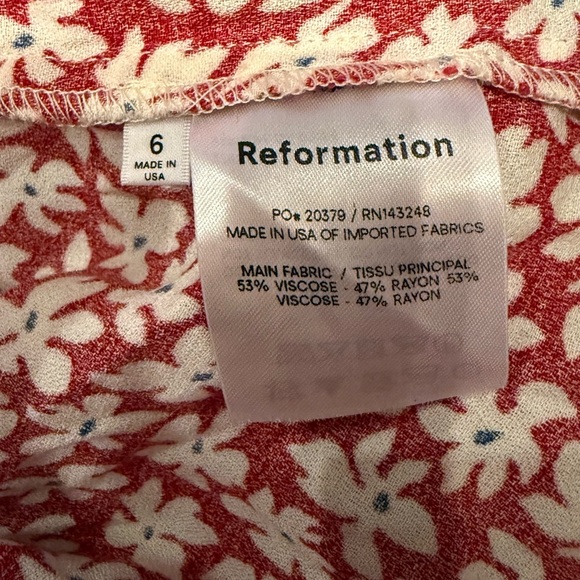 6
MADE IN
USA
Reformation
PO# 20379 / RN143248
MADE IN USA OF IMPORTED FABRICS
MAIN FABRIC / TISSU PRINCIPAL
53% VISCOSE - 47% RAYON 53%
VISCOSE - 47% RAYON